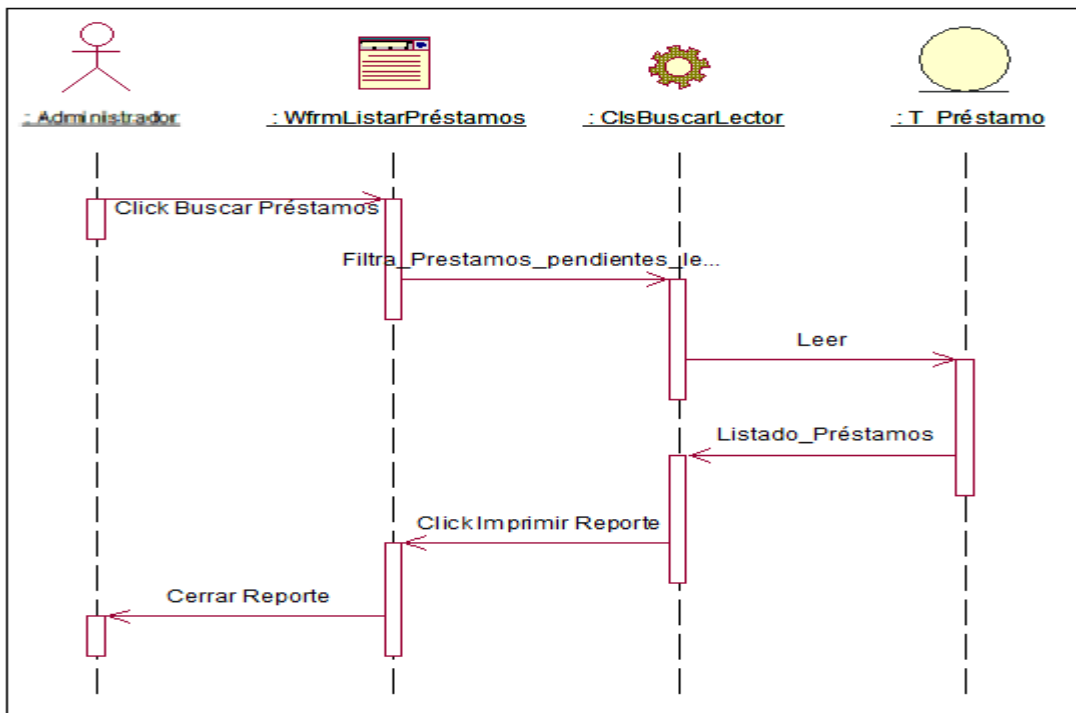 : Administrador
: WfrmListarPréstamos
: ClsBuscarLector
: T_Préstamo
Click Buscar Préstamos
Filtra_Prestamos_pendientes_le...
Leer
Listado_Préstamos
Click Imprimir Reporte
Cerrar Reporte